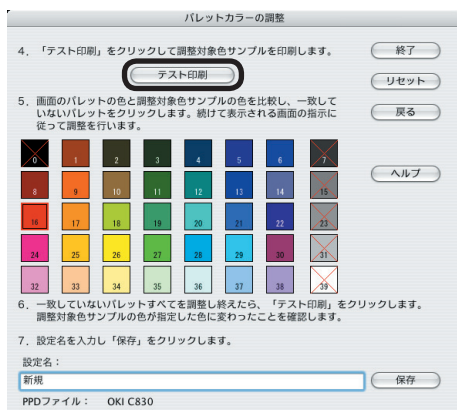 パレットカラーの調整
4．「テスト印刷」をクリックして調整対象色サンプルを印刷します。
終了
テスト印刷
リセット
5．画面のパレットの色と調整対象色サンプルの色を比較し、一致して
いないパレットをクリックします。続けて表示される画面の指示に
従って調整を行います。
戻る
0 1 2 3 4 5 6 7
ヘルプ
8 9 10 11 12 13 14 15
16 17 18 19 20 21 22 23
24 25 26 27 28 29 30 31
32 33 34 35 36 37 38 39
6．一致していないパレットすべてを調整し終えたら、「テスト印刷」をクリックします。
調整対象色サンプルの色が指定した色に変わったことを確認します。
7．設定名を入力し「保存」をクリックします。
設定名：
新規
保存
PPDファイル： OKI C830